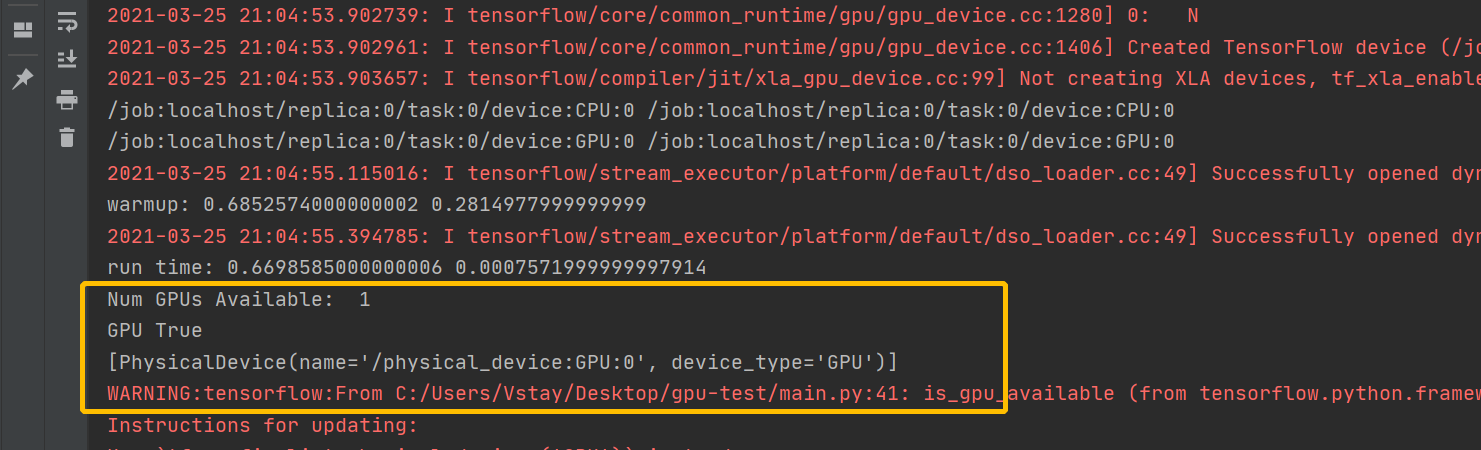 2021-03-25 21:04:53.902739: I tensorflow/core/common_runtime/gpu/gpu_device.cc:1280] 0:   N
2021-03-25 21:04:53.902961: I tensorflow/core/common_runtime/gpu/gpu_device.cc:1406] Created TensorFlow device (/jo
2021-03-25 21:04:53.903657: I tensorflow/compiler/jit/xla_gpu_device.cc:99] Not creating XLA devices, tf_xla_enable
/job:localhost/replica:0/task:0/device:CPU:0 /job:localhost/replica:0/task:0/device:CPU:0
/job:localhost/replica:0/task:0/device:GPU:0 /job:localhost/replica:0/task:0/device:GPU:0
2021-03-25 21:04:55.115016: I tensorflow/stream_executor/platform/default/dso_loader.cc:49] Successfully opened dyn
warmup: 0.6852574000000002 0.2814977999999999
2021-03-25 21:04:55.394785: I tensorflow/stream_executor/platform/default/dso_loader.cc:49] Successfully opened dyn
run time: 0.6698585000000006 0.0007571999999997914
Num GPUs Available:  1
GPU True
[PhysicalDevice(name='/physical_device:GPU:0', device_type='GPU')]
WARNING:tensorflow:From C:/Users/Vstay/Desktop/gpu-test/main.py:41: is_gpu_available (from tensorflow.python.framew
Instructions for updating: